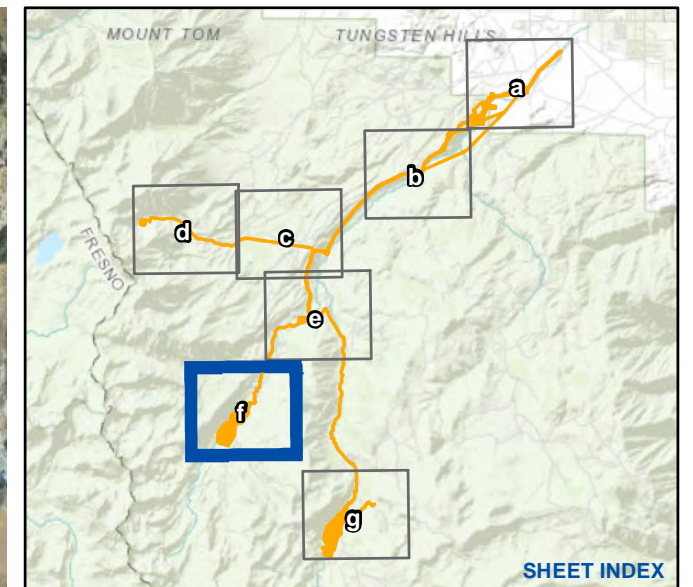 MOUNT TOM
TUNGSTEN HILLS
a
b
d
c
FRESNO
e
f
g
SHEET INDEX